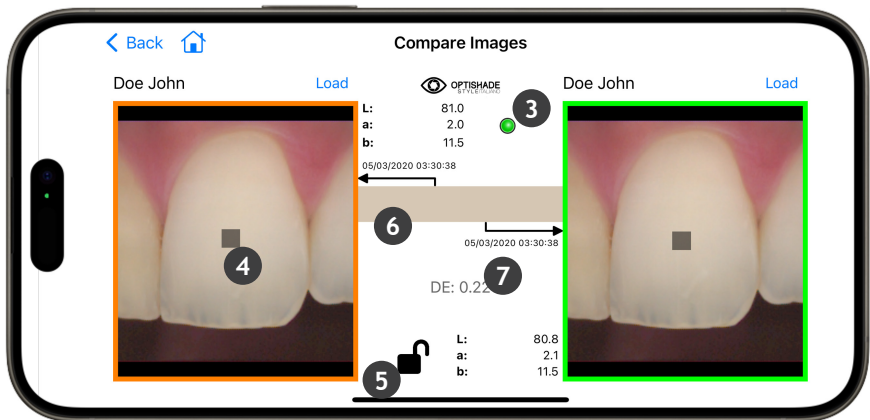 Back
Compare Images
Doe John
Load
OPTISHADE
STYLEITALIANO
Doe John
Load
L: 81.0
a: 2.0
b: 11.5
3
05/03/2020 03:30:38
6
05/03/2020 03:30:38
4
7
DE: 0.22
L: 80.8
a: 2.1
b: 11.5
5